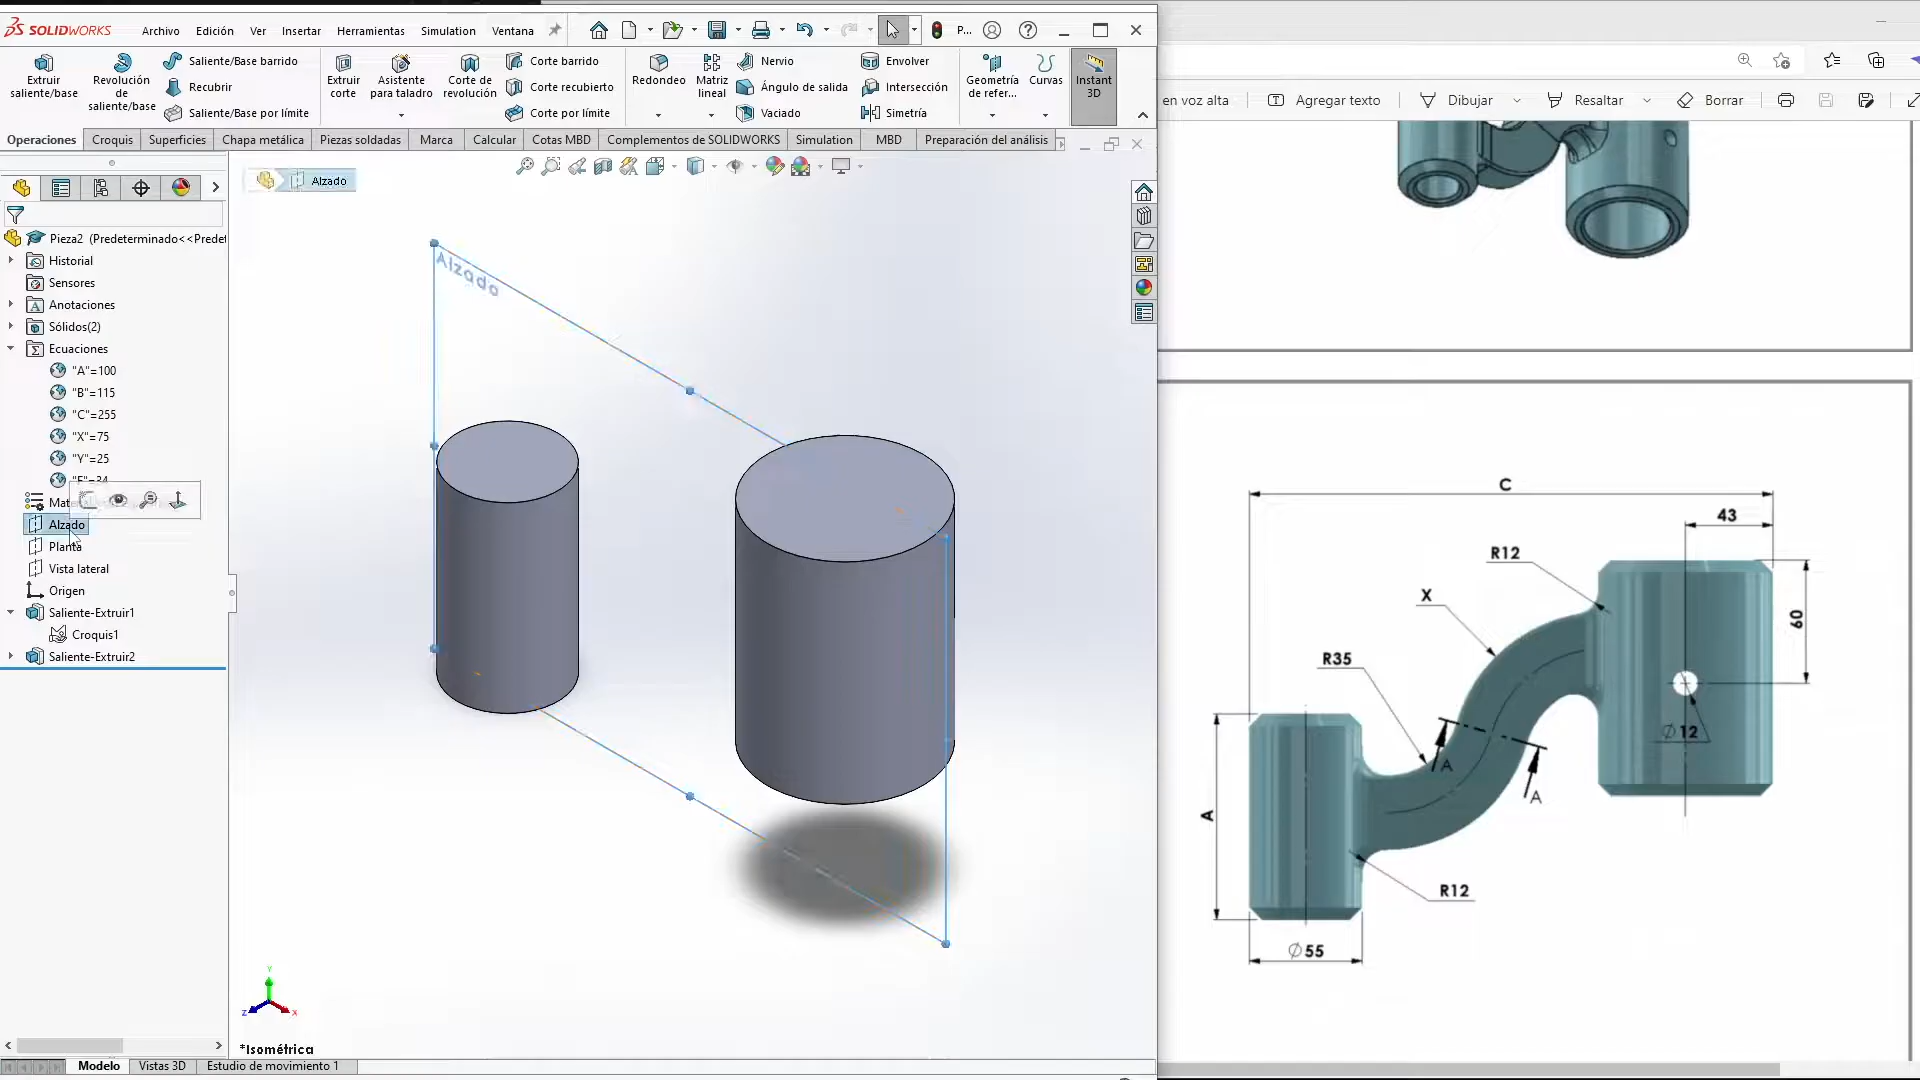 SOLIDWORKS
Archivo Edición Ver Insertar Herramientas Simulation Ventana P...
Extruir saliente/base
Revolución de saliente/base
Saliente/Base barrido
Recubrir
Saliente/Base por límite
Extruir corte
Asistente para taladro
Corte de revolución
Corte barrido
Corte recubierto
Corte por límite
Redondeo
Matriz lineal
Nervio
Ángulo de salida
Vaciado
Envolver
Intersección
Simetría
Geometría de refer...
Curvas
Instant 3D
Operaciones Croquis Superficies Chapa metálica Piezas soldadas Marca Calcular Cotas MBD Complementos de SOLIDWORKS Simulation MBD Preparación del análisis
Alzado
Pieza2 (Predeterminado<<Predet
Historial
Sensores
Anotaciones
Sólidos(2)
Ecuaciones
"A"=100
"B"=115
"C"=255
"X"=75
"Y"=25
Alzado
Planta
Vista lateral
Origen
Saliente-Extruir1
Croquis1
Saliente-Extruir2
Alzado
Y
Z
X
*Isométrica
Modelo Vistas 3D Estudio de movimiento 1
en voz alta Agregar texto Dibujar Resaltar Borrar
C
43
R12
X
60
R35
A
A
Ø12
A
R12
Ø55